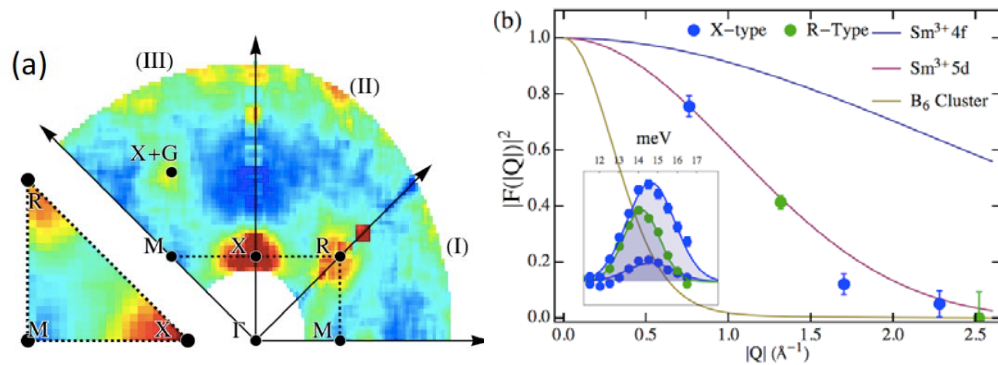 (a)
(III)
(II)
(I)
X+G
M
X
R
Γ
M
R
M
X
(b)
X-type
R-Type
Sm³⁺4f
Sm³⁺5d
B₆ Cluster
|F(|Q|)|²
1.0
0.8
0.6
0.4
0.2
0.0
meV
12 13 14 15 16 17
0.0 0.5 1.0 1.5 2.0 2.5
|Q| (Å⁻¹)